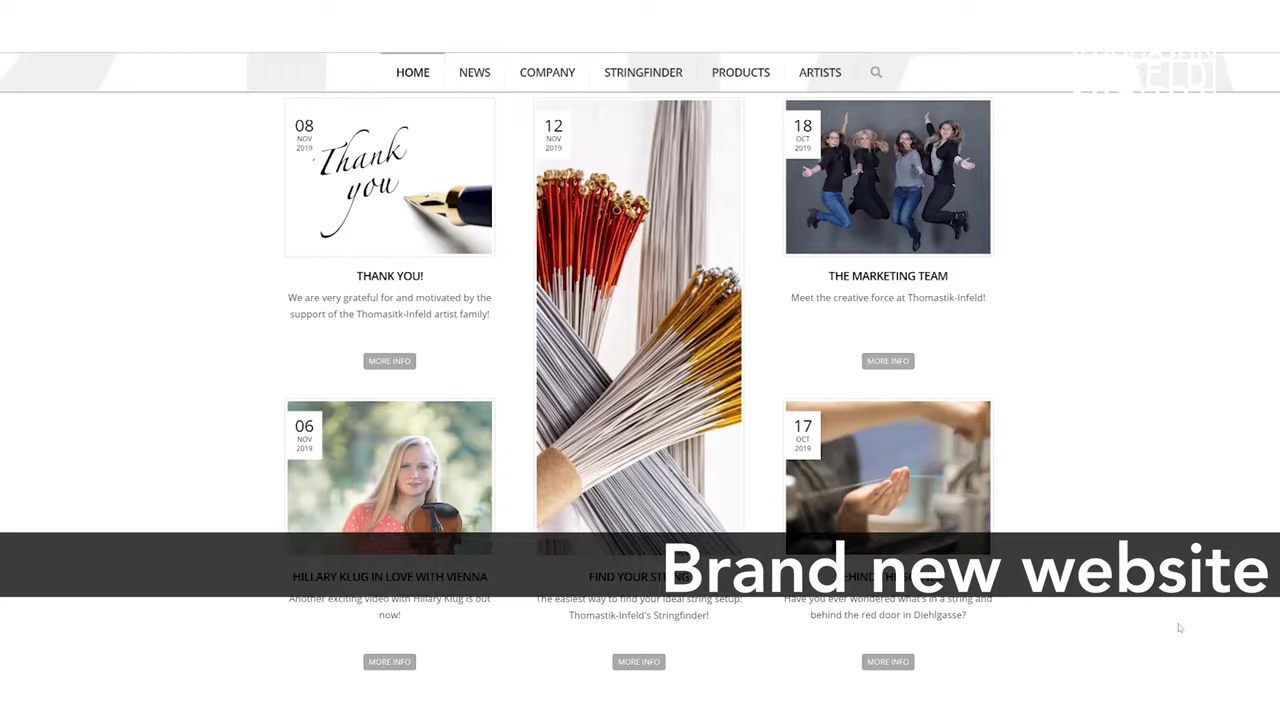 HOME
NEWS
COMPANY
STRINGFINDER
PRODUCTS
ARTISTS
08
NOV
2019
Thank
you
THANK YOU!
We are very grateful for and motivated by the
support of the Thomasitk-Infeld artist family!
MORE INFO
12
NOV
2019
18
OCT
2019
THE MARKETING TEAM
Meet the creative force at Thomastik-Infeld!
MORE INFO
06
NOV
2019
HILLARY KLUG IN LOVE WITH VIENNA
Another exciting video with Hillary Klug is out
now!
MORE INFO
FIND YOUR
The easiest way to find your ideal string setup:
Thomastik-Infeld's Stringfinder!
MORE INFO
17
OCT
2019
Have you ever wondered what's in a string and
behind the red door in Diehlgasse?
MORE INFO
Brand new website